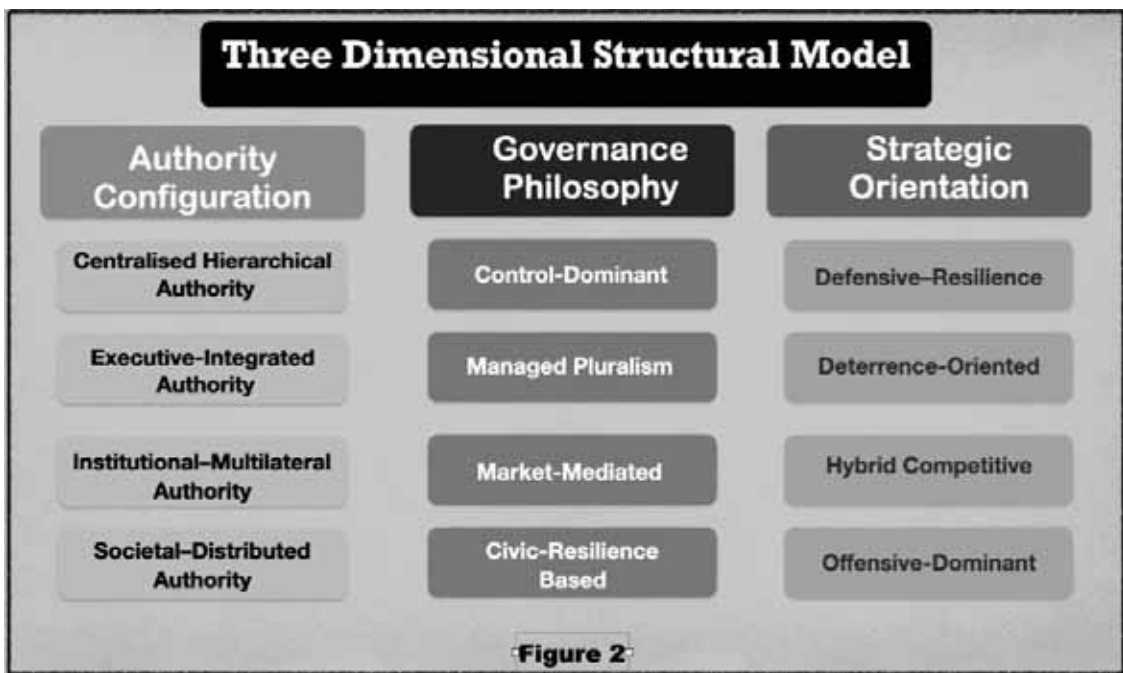 Three Dimensional Structural Model
Authority
Configuration
Centralised Hierarchical
Authority
Executive-Integrated
Authority
Institutional–Multilateral
Authority
Societal–Distributed
Authority
Governance
Philosophy
Control-Dominant
Managed Pluralism
Market-Mediated
Civic-Resilience
Based
Strategic
Orientation
Defensive–Resilience
Deterrence-Oriented
Hybrid Competitive
Offensive-Dominant
Figure 2